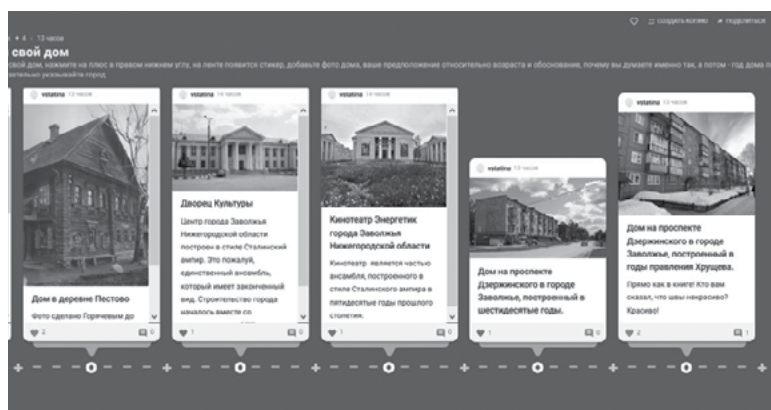 СОЗДАТЬ КОПИЮ ПОДЕЛИТЬСЯ
4 · 13 часов
свой дом
свой дом, нажмите на плюс в правом нижнем углу, на ленте появится стикер, добавьте фото дома, ваше предположение относительно возраста и обоснование, почему вы думаете именно так, а потом - год дома п
указывайте город
vstatina 13 часов
Дом в деревне Пестово
Фото сделано Горячевым до
2 0
vstatina 14 часов
Дворец Культуры
Центр города Заволжья
Нижегородской области
построен в стиле Сталинский
ампир. Это пожалуй,
единственный ансамбль,
который имеет законченный
вид. Строительство города
началось вместе со
1 0
vstatina 14 часов
Кинотеатр Энергетик
города Заволжья
Нижегородской области
Кинотеатр является частью
ансамбля, построенного в
стиле Сталинского ампира в
пятидесятые годы прошлого
столетия.
1 0
vstatina 13 часов
Дом на проспекте
Дзержинского в городе
Заволжье, построенный в
шестидесятые годы.
1 0
vstatina 13 часов
Дом на проспекте
Дзержинского в городе
Заволжье, построенный в
годы правления Хрущева.
Прямо как в книге! Кто вам
сказал, что швы некрасиво?
Красиво!
2 1